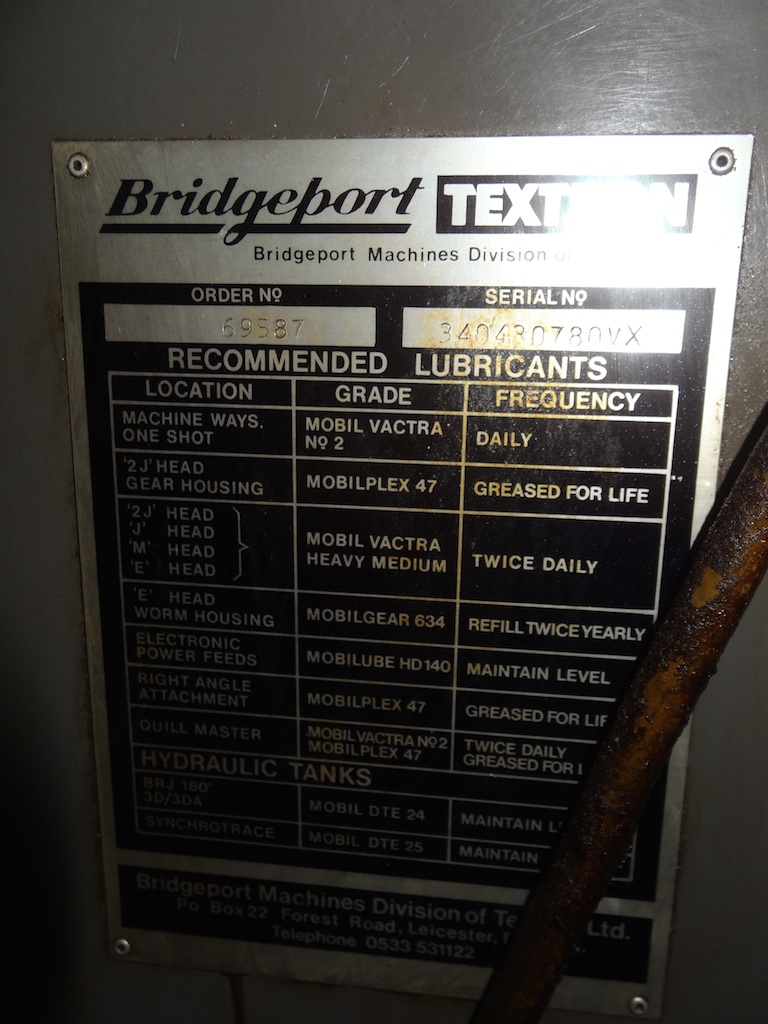 Bridgeport
Bridgeport Machines Division
ORDER Nº SERIAL Nº
69587 340430780VX
RECOMMENDED LUBRICANTS
LOCATION GRADE FREQUENCY
MACHINE WAYS. MOBIL VACTRA DAILY
ONE SHOT Nº 2
'2J' HEAD
GEAR HOUSING MOBILPLEX 47 GREASED FOR LIFE
'2J' HEAD
'J' HEAD
'M' HEAD
'E' HEAD
MOBIL VACTRA
HEAVY MEDIUM
TWICE DAILY
'E' HEAD
WORM HOUSING MOBILGEAR 634 REFILL TWICE YEARLY
ELECTRONIC
POWER FEEDS MOBILUBE HD140 MAINTAIN LEVEL
RIGHT ANGLE
ATTACHMENT MOBILPLEX 47 GREASED FOR
QUILL MASTER
MOBIL VACTRA Nº2
MOBILPLEX 47
TWICE DAILY
GREASED FOR
HYDRAULIC TANKS
BRJ 180°
3D/3DA MOBIL DTE 24 MAINTAIN
SYNCHROTRACE MOBIL DTE 25 MAINTAIN
Bridgeport Machines Division of Ltd.
Po Box 22 Forest Road, Leicester,
Telephone 0533 531122